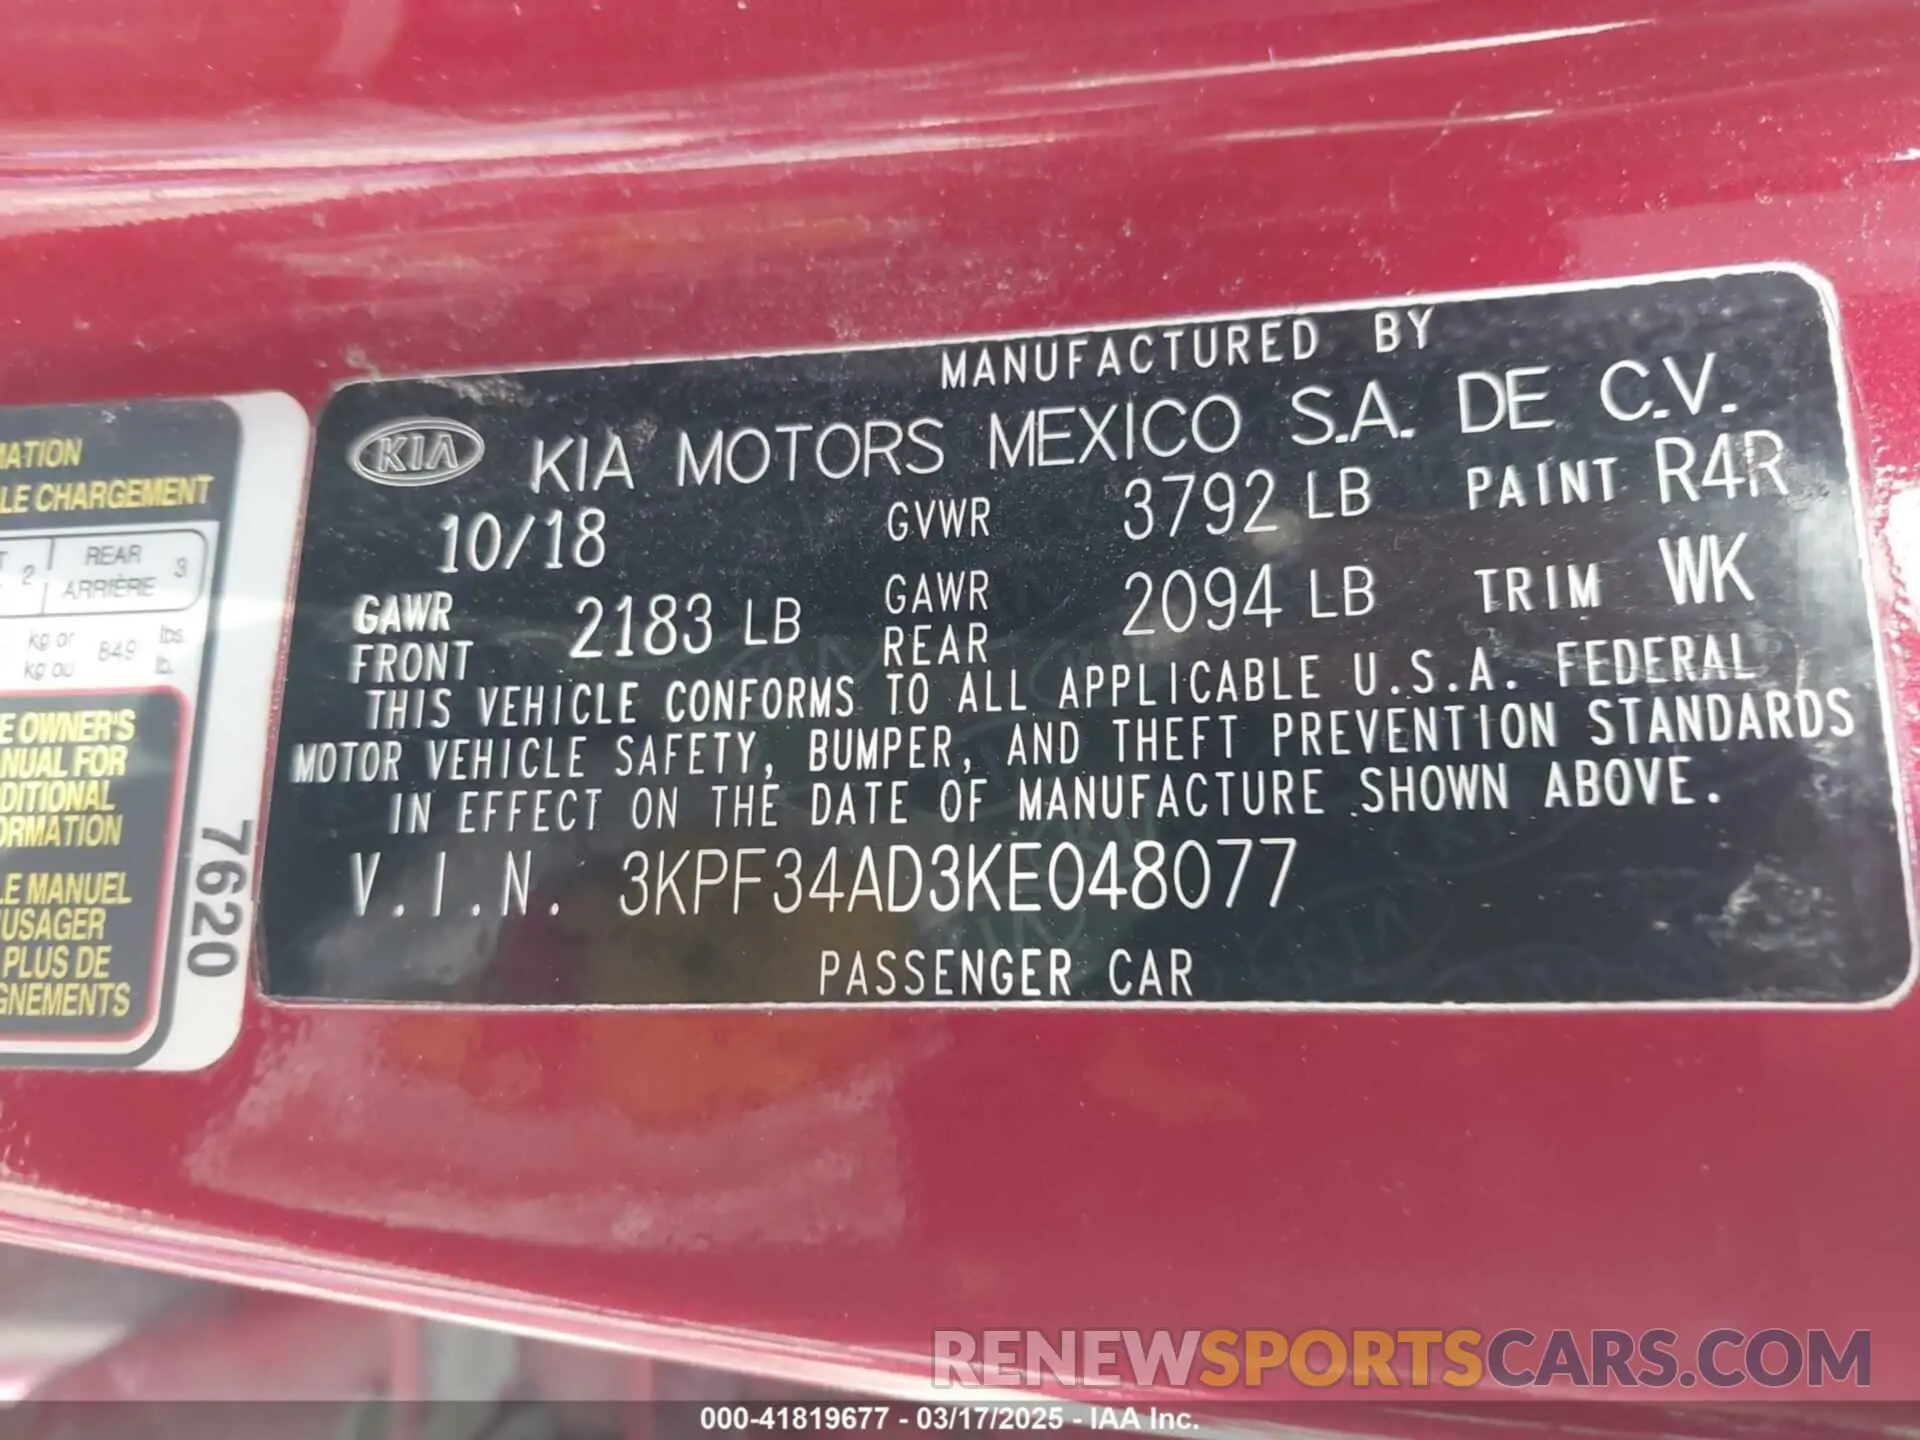 MATION
LE CHARGEMENT
2 REAR ARRIÈRE 3
kg or
kg ou 849 lbs.
lb.
E OWNER'S
NUAL FOR
DITIONAL
ORMATION
LE MANUEL
USAGER
PLUS DE
GNEMENTS
7620
MANUFACTURED BY
KIA KIA MOTORS MEXICO S.A. DE C.V.
10/18 GVWR 3792 LB PAINT R4R
GAWR FRONT 2183 LB GAWR REAR 2094 LB TRIM WK
THIS VEHICLE CONFORMS TO ALL APPLICABLE U.S.A. FEDERAL
MOTOR VEHICLE SAFETY, BUMPER, AND THEFT PREVENTION STANDARDS
IN EFFECT ON THE DATE OF MANUFACTURE SHOWN ABOVE.
V.I.N. 3KPF34AD3KE048077
PASSENGER CAR
RENEWSPORTSCARS.COM
000-41819677 - 03/17/2025 - IAA Inc.